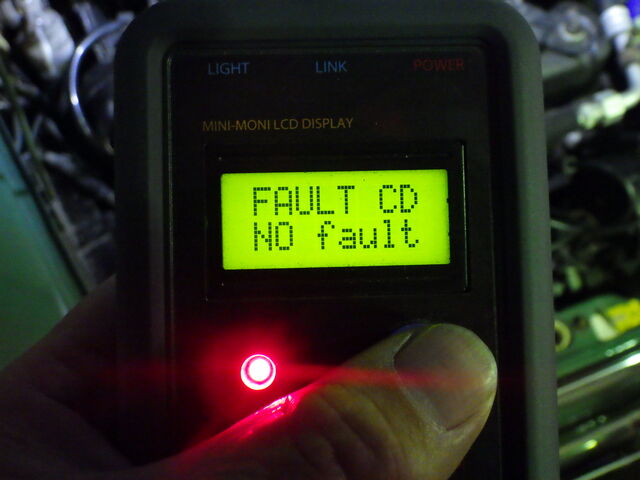 LIGHT LINK POWER
MINI-MONI LCD DISPLAY
FAULT CD
NO fault